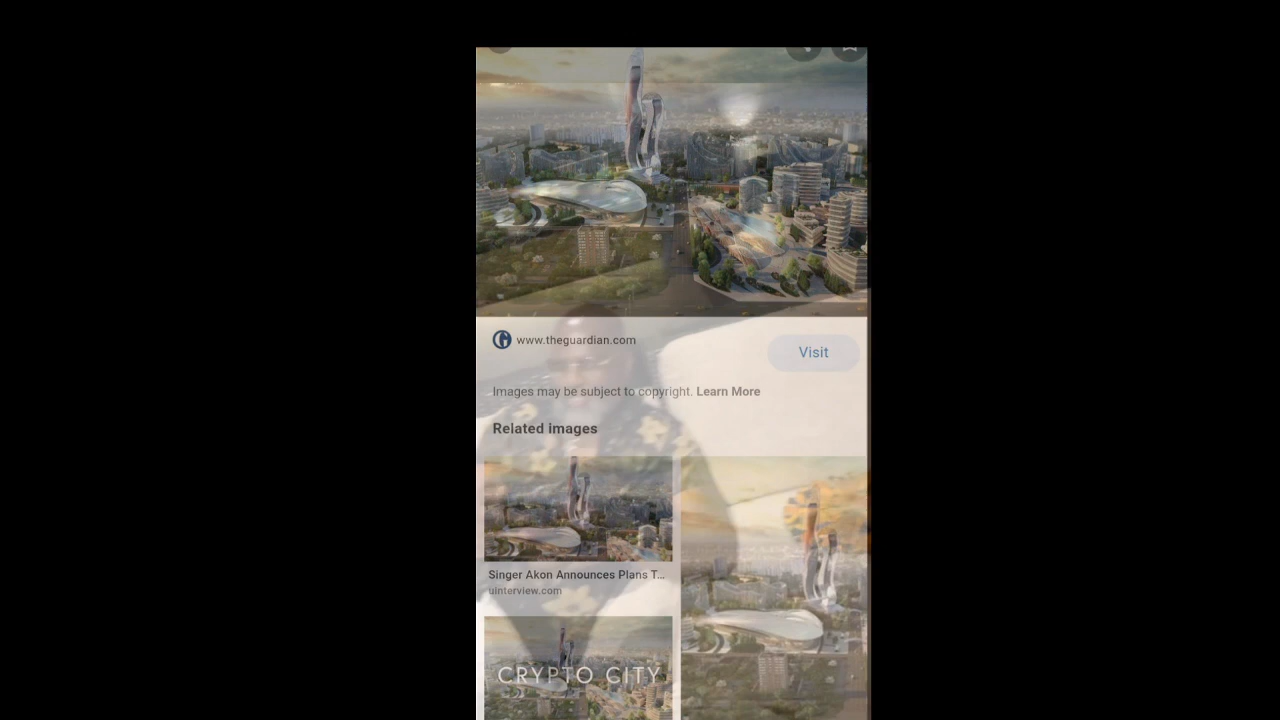 www.theguardian.com
Visit
Images may be subject to copyright. Learn More
Related images
Singer Akon Announces Plans T...
uinterview.com
CRYPTO CITY